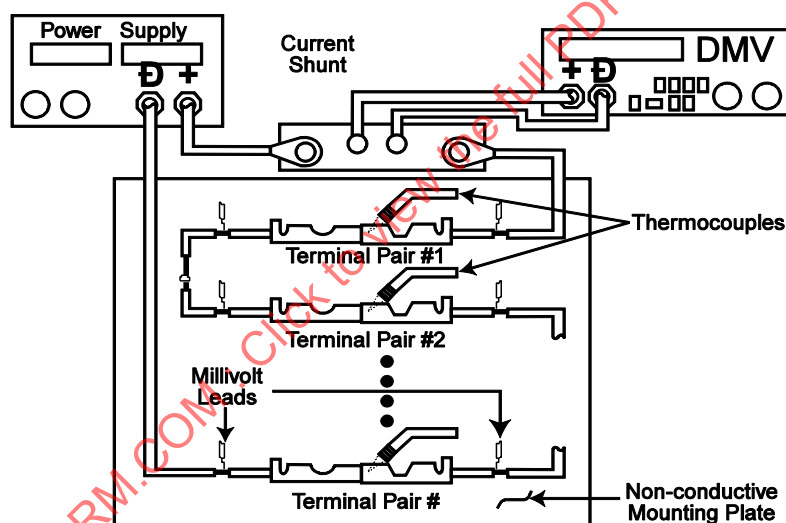 Power Supply
Đ +
Current
Shunt
DMV
+ Đ
Thermocouples
Terminal Pair #1
Terminal Pair #2
Millivolt
Leads
Terminal Pair #
Non-conductive
Mounting Plate
RM.COM : Click to view the full PDF